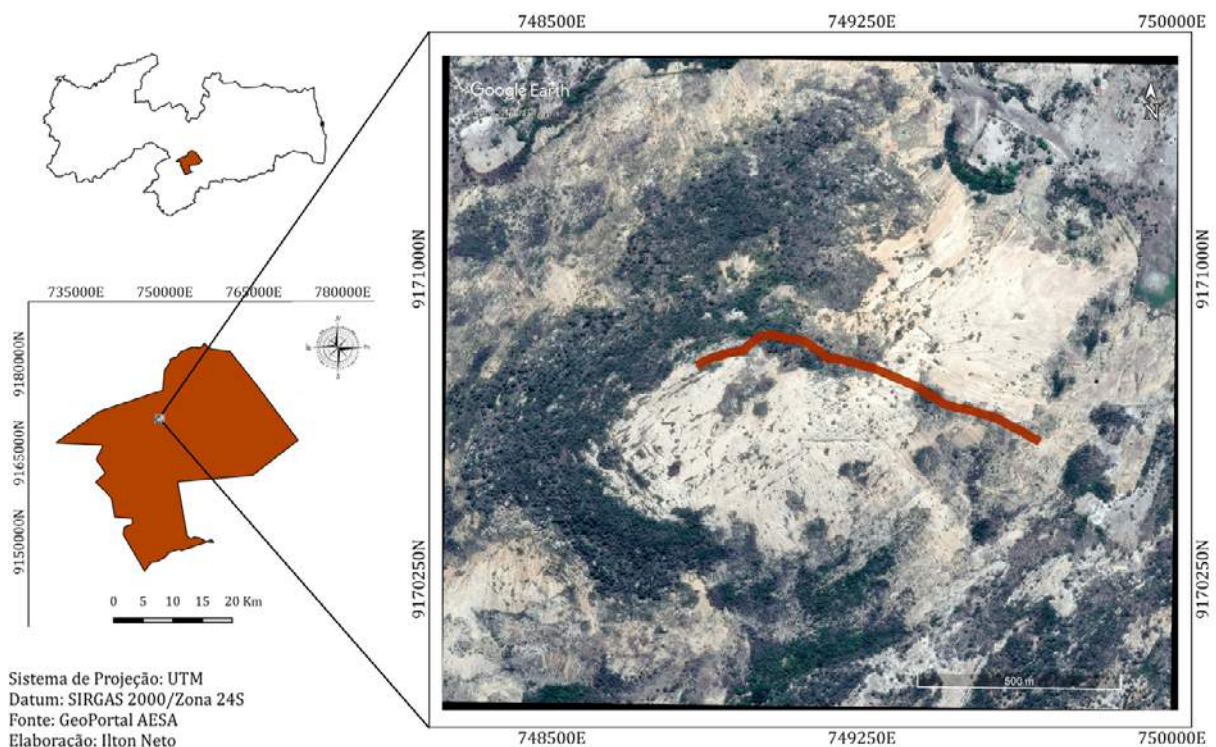 748500E 749250E 750000E
Google Earth
N
9171000N 9171000N
735000E 750000E 765000E 780000E
9180000N
9165000N
9150000N
9170250N 9170250N
0 5 10 15 20 Km
500 m
Sistema de Projeção: UTM
Datum: SIRGAS 2000/Zona 24S
Fonte: GeoPortal AESA
Elaboração: Ilton Neto
748500E 749250E 750000E